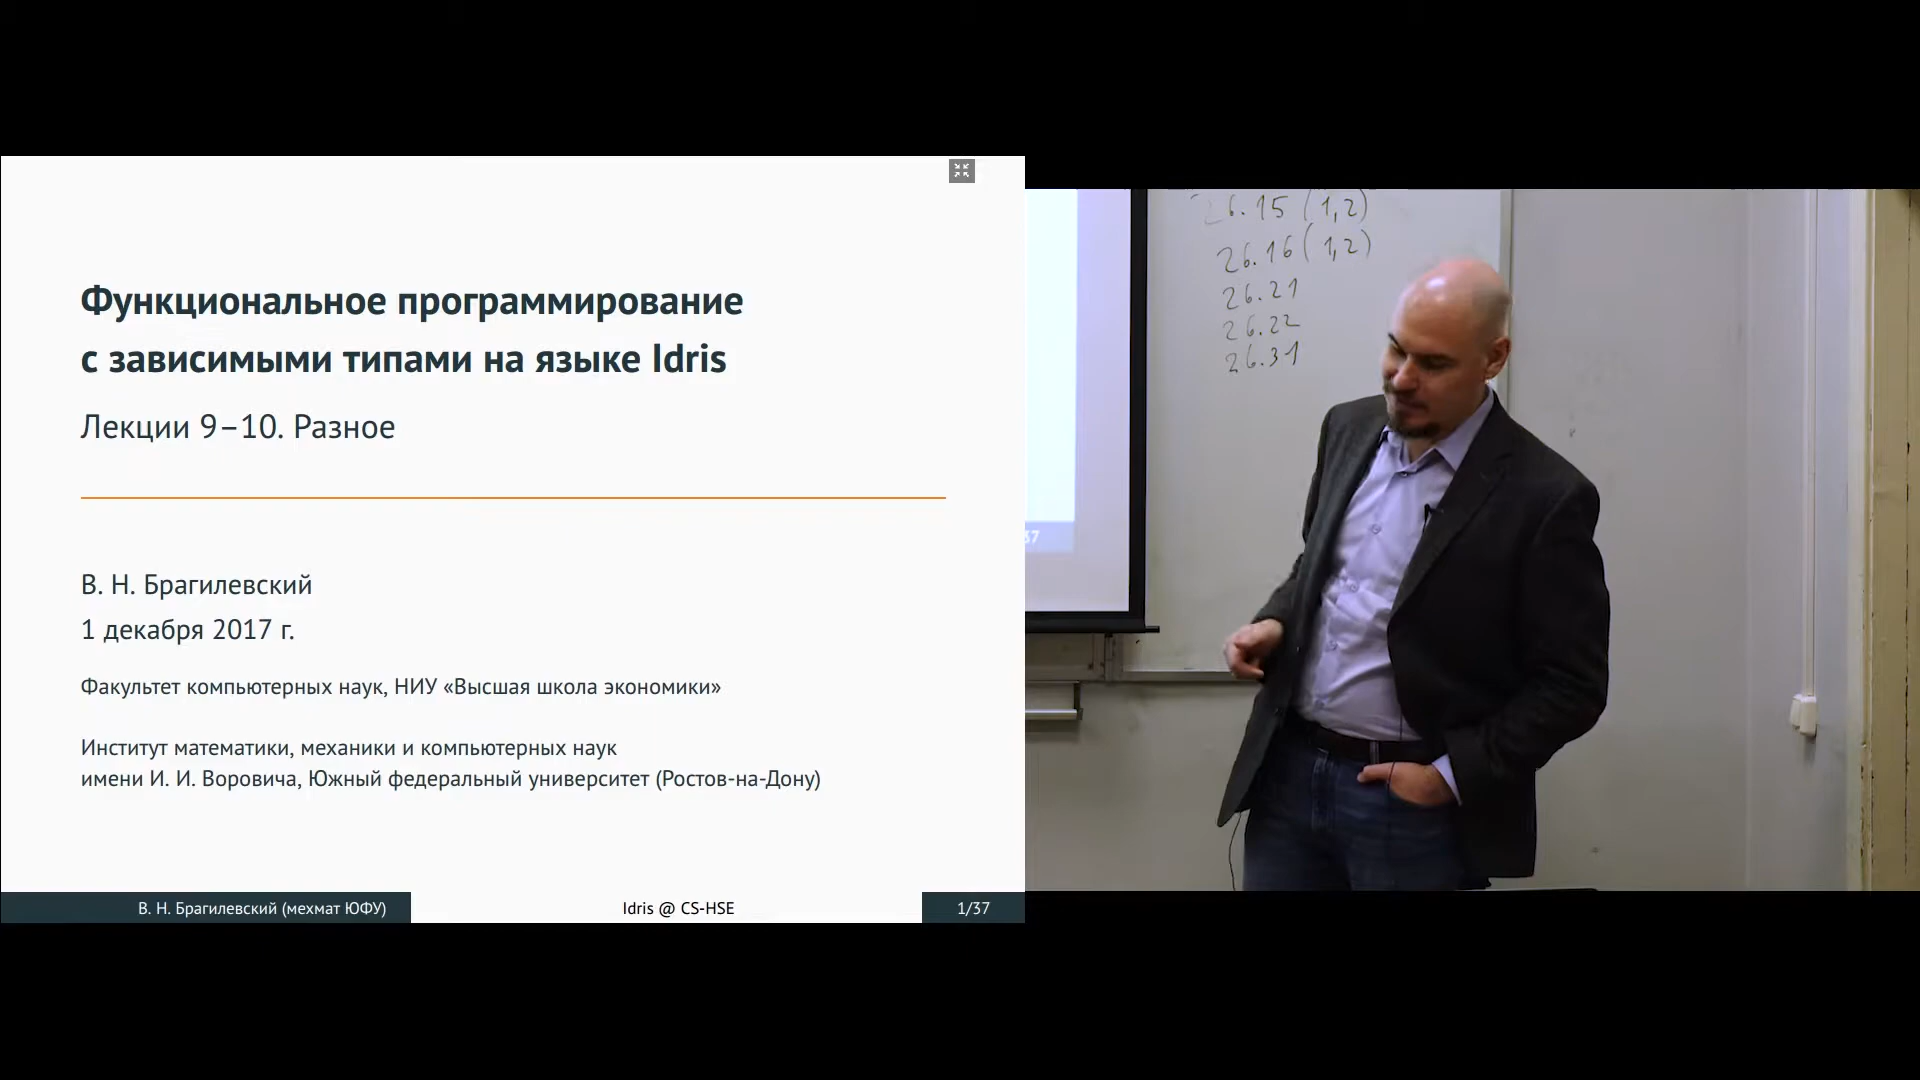 Функциональное программирование
с зависимыми типами на языке Idris
Лекции 9–10. Разное
В. Н. Брагилевский
1 декабря 2017 г.
Факультет компьютерных наук, НИУ «Высшая школа экономики»
Институт математики, механики и компьютерных наук
имени И. И. Воровича, Южный федеральный университет (Ростов-на-Дону)
В. Н. Брагилевский (мехмат ЮФУ)
Idris @ CS-HSE
1/37
26.15 (1,2)
26.16 (1,2)
26.21
26.22
26.31
37